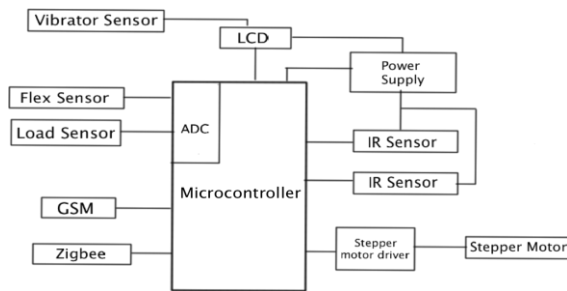 Vibrator Sensor
LCD
Power
Supply
Flex Sensor
ADC
Load Sensor
IR Sensor
IR Sensor
Microcontroller
GSM
Zigbee
Stepper
motor driver
Stepper Motor